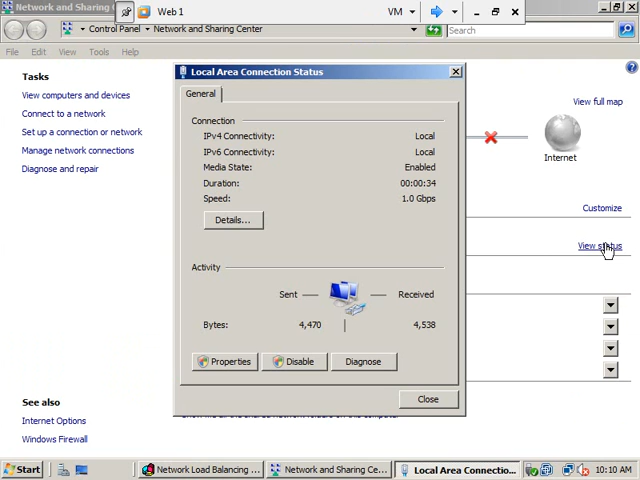 Network and Sharing C
Web 1
VM
Control Panel
Network and Sharing Center
Search
File Edit View Tools Help
Tasks
View computers and devices
Connect to a network
Set up a connection or network
Manage network connections
Diagnose and repair
See also
Internet Options
Windows Firewall
View full map
Internet
Customize
View status
Local Area Connection Status
General
Connection
IPv4 Connectivity: Local
IPv6 Connectivity: Local
Media State: Enabled
Duration: 00:00:34
Speed: 1.0 Gbps
Details...
Activity
Sent Received
Bytes: 4,470 4,538
Properties Disable Diagnose
Close
Start
Network Load Balancing ...
Network and Sharing Ce...
Local Area Connectio...
10:10 AM